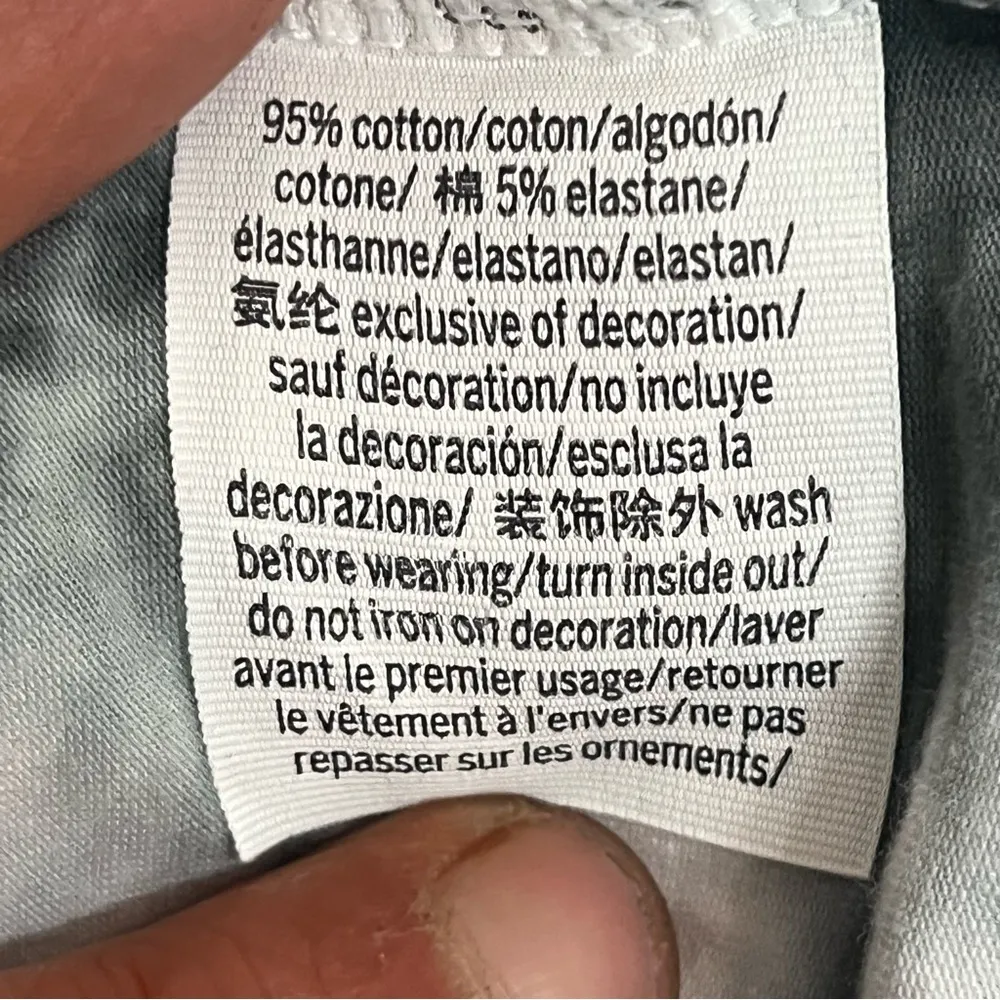 95% cotton/coton/algodón/
cotone/ 棉 5% elastane/
élasthanne/elastano/elastan/
氨纶 exclusive of decoration/
sauf décoration/no incluye
la decoración/esclusa la
decorazione/ 装饰除外 wash
before wearing/turn inside out/
do not iron on decoration/laver
avant le premier usage/retourner
le vêtement à l'envers/ne pas
repasser sur les ornements/